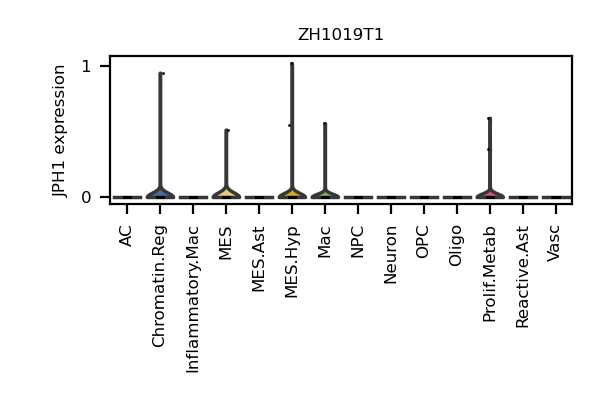 ZH1019T1
JPH1 expression
1
0
AC
Chromatin.Reg
Inflammatory.Mac
MES
MES.Ast
MES.Hyp
Mac
NPC
Neuron
OPC
Oligo
Prolif.Metab
Reactive.Ast
Vasc